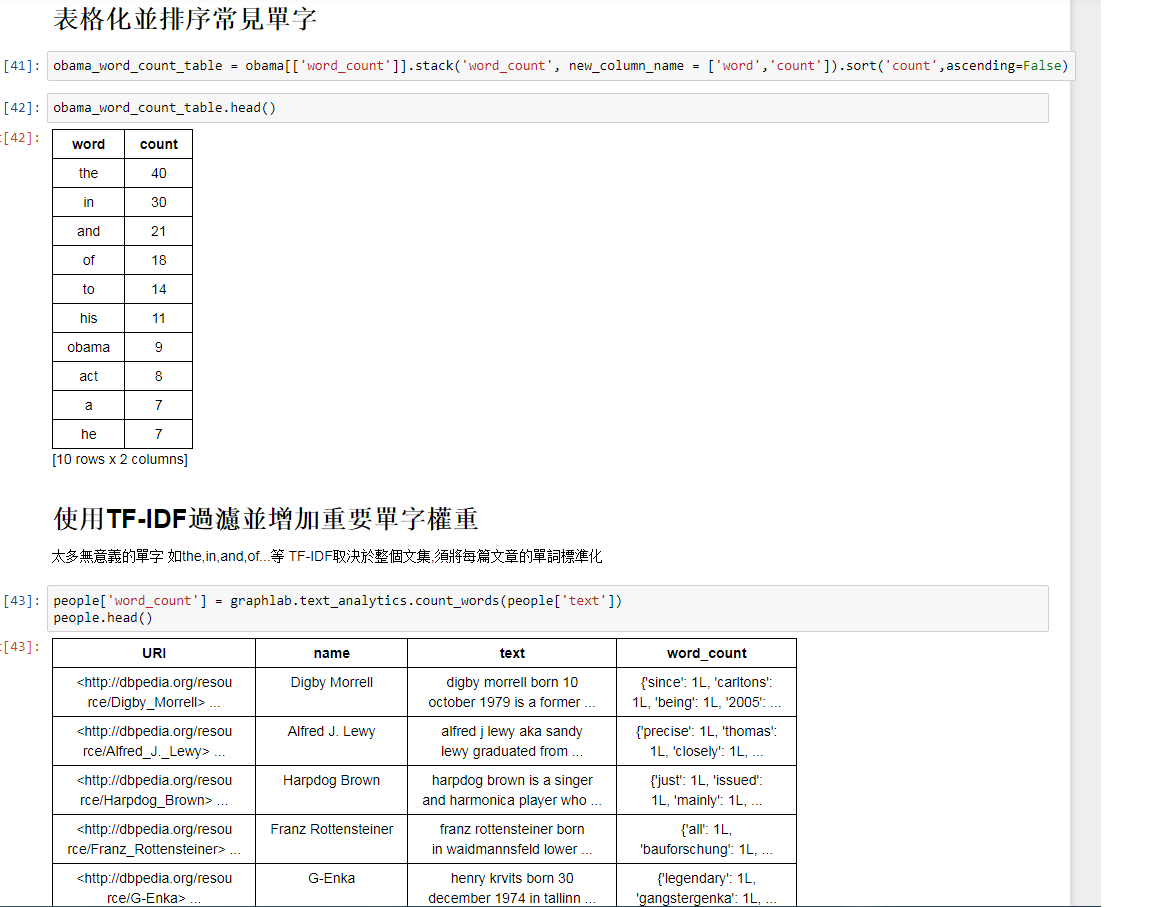 表格化並排序常見單字
[41]: obama_word_count_table = obama[['word_count']].stack('word_count', new_column_name = ['word','count']).sort('count',ascending=False)
[42]: obama_word_count_table.head()
[42]:
word count
the 40
in 30
and 21
of 18
to 14
his 11
obama 9
act 8
a 7
he 7
[10 rows x 2 columns]
使用TF-IDF過濾並增加重要單字權重
太多無意義的單字 如the,in,and,of...等 TF-IDF取決於整個文集,須將每篇文章的單詞標準化
[43]: people['word_count'] = graphlab.text_analytics.count_words(people['text'])
people.head()
[43]:
URI name text word_count
<http://dbpedia.org/resou Digby Morrell digby morrell born 10 {'since': 1L, 'carltons':
rce/Digby_Morrell> ... october 1979 is a former ... 1L, 'being': 1L, '2005': ...
<http://dbpedia.org/resou Alfred J. Lewy alfred j lewy aka sandy {'precise': 1L, 'thomas':
rce/Alfred_J._Lewy> ... lewy graduated from ... 1L, 'closely': 1L, ...
<http://dbpedia.org/resou Harpdog Brown harpdog brown is a singer {'just': 1L, 'issued':
rce/Harpdog_Brown> ... and harmonica player who ... 1L, 'mainly': 1L, ...
<http://dbpedia.org/resou Franz Rottensteiner franz rottensteiner born {'all': 1L,
rce/Franz_Rottensteiner> ... in waidmannsfeld lower ... 'bauforschung': 1L, ...
<http://dbpedia.org/resou G-Enka henry krvits born 30 {'legendary': 1L,
rce/G-Enka> ... december 1974 in tallinn ... 'gangstergenka': 1L, ...